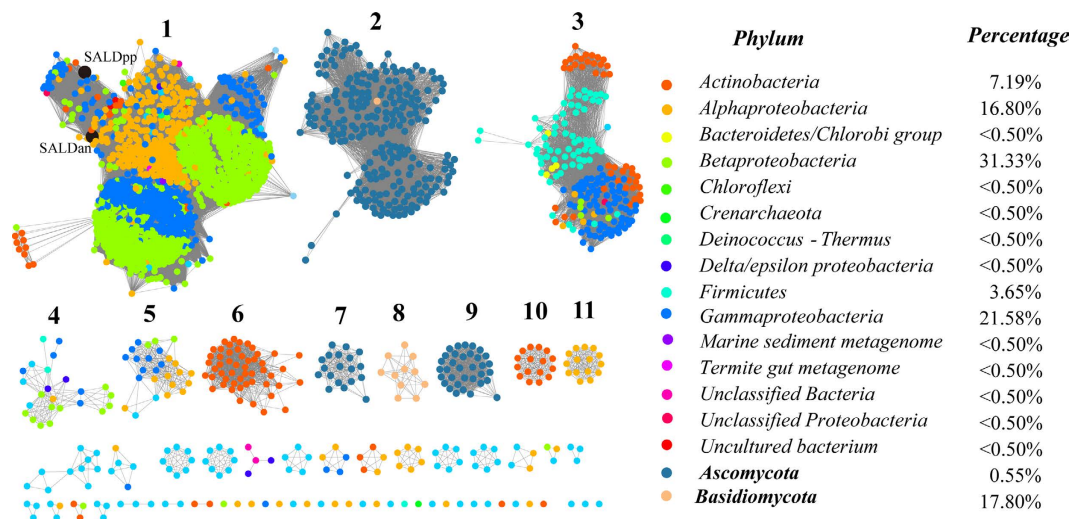 1
2
3
SALDpp
SALDan
4
5
6
7
8
9
10
11
Phylum Percentage
Actinobacteria 7.19%
Alphaproteobacteria 16.80%
Bacteroidetes/Chlorobi group <0.50%
Betaproteobacteria 31.33%
Chloroflexi <0.50%
Crenarchaeota <0.50%
Deinococcus - Thermus <0.50%
Delta/epsilon proteobacteria <0.50%
Firmicutes 3.65%
Gammaproteobacteria 21.58%
Marine sediment metagenome <0.50%
Termite gut metagenome <0.50%
Unclassified Bacteria <0.50%
Unclassified Proteobacteria <0.50%
Uncultured bacterium <0.50%
Ascomycota 0.55%
Basidiomycota 17.80%